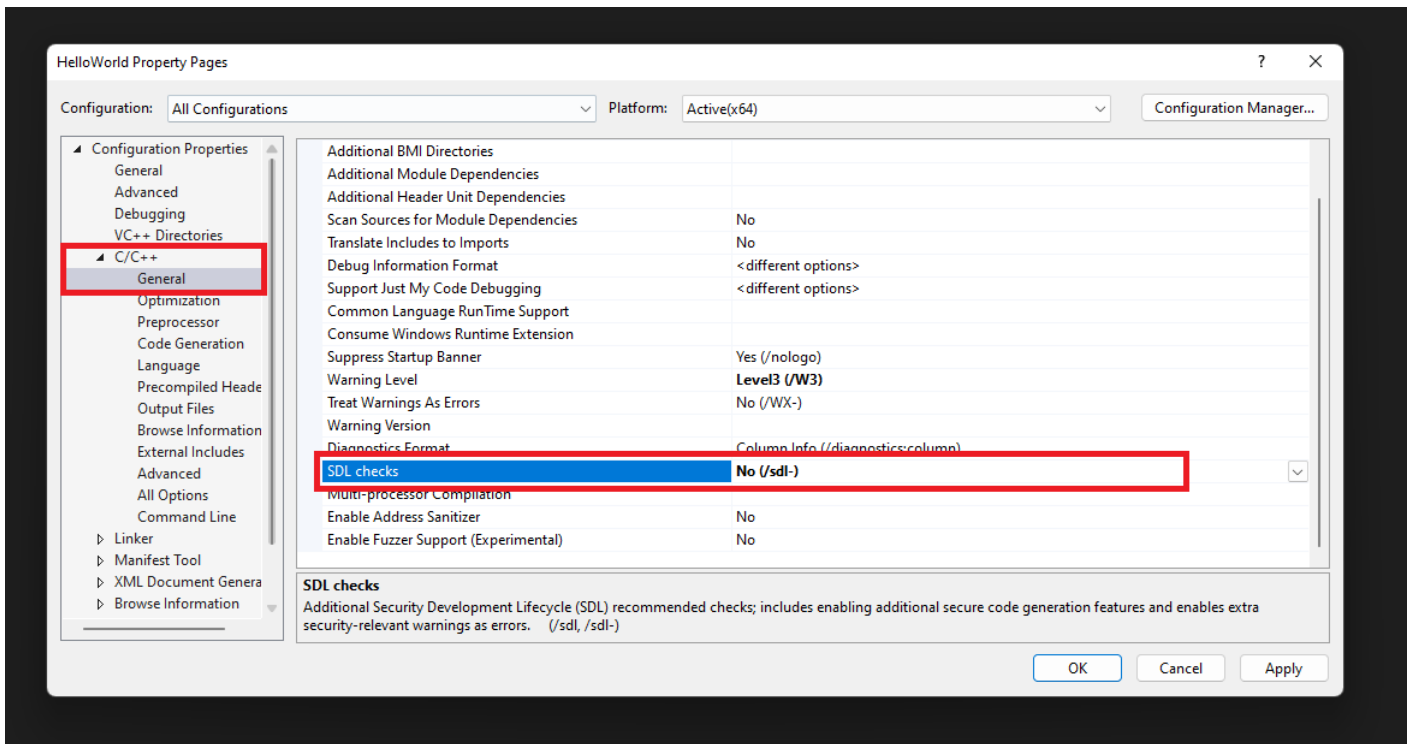 HelloWorld Property Pages
?
Configuration: All Configurations Platform: Active(x64) Configuration Manager...
Configuration Properties
General
Advanced
Debugging
VC++ Directories
C/C++
General
Optimization
Preprocessor
Code Generation
Language
Precompiled Heade
Output Files
Browse Information
External Includes
Advanced
All Options
Command Line
Linker
Manifest Tool
XML Document Genera
Browse Information
Additional BMI Directories
Additional Module Dependencies
Additional Header Unit Dependencies
Scan Sources for Module Dependencies No
Translate Includes to Imports No
Debug Information Format <different options>
Support Just My Code Debugging <different options>
Common Language RunTime Support
Consume Windows Runtime Extension
Suppress Startup Banner Yes (/nologo)
Warning Level Level3 (/W3)
Treat Warnings As Errors No (/WX-)
Warning Version
Diagnostics Format Column Info (/diagnostics:column)
SDL checks No (/sdl-)
Multi-processor Compilation
Enable Address Sanitizer No
Enable Fuzzer Support (Experimental) No
SDL checks
Additional Security Development Lifecycle (SDL) recommended checks; includes enabling additional secure code generation features and enables extra
security-relevant warnings as errors. (/sdl, /sdl-)
OK Cancel Apply